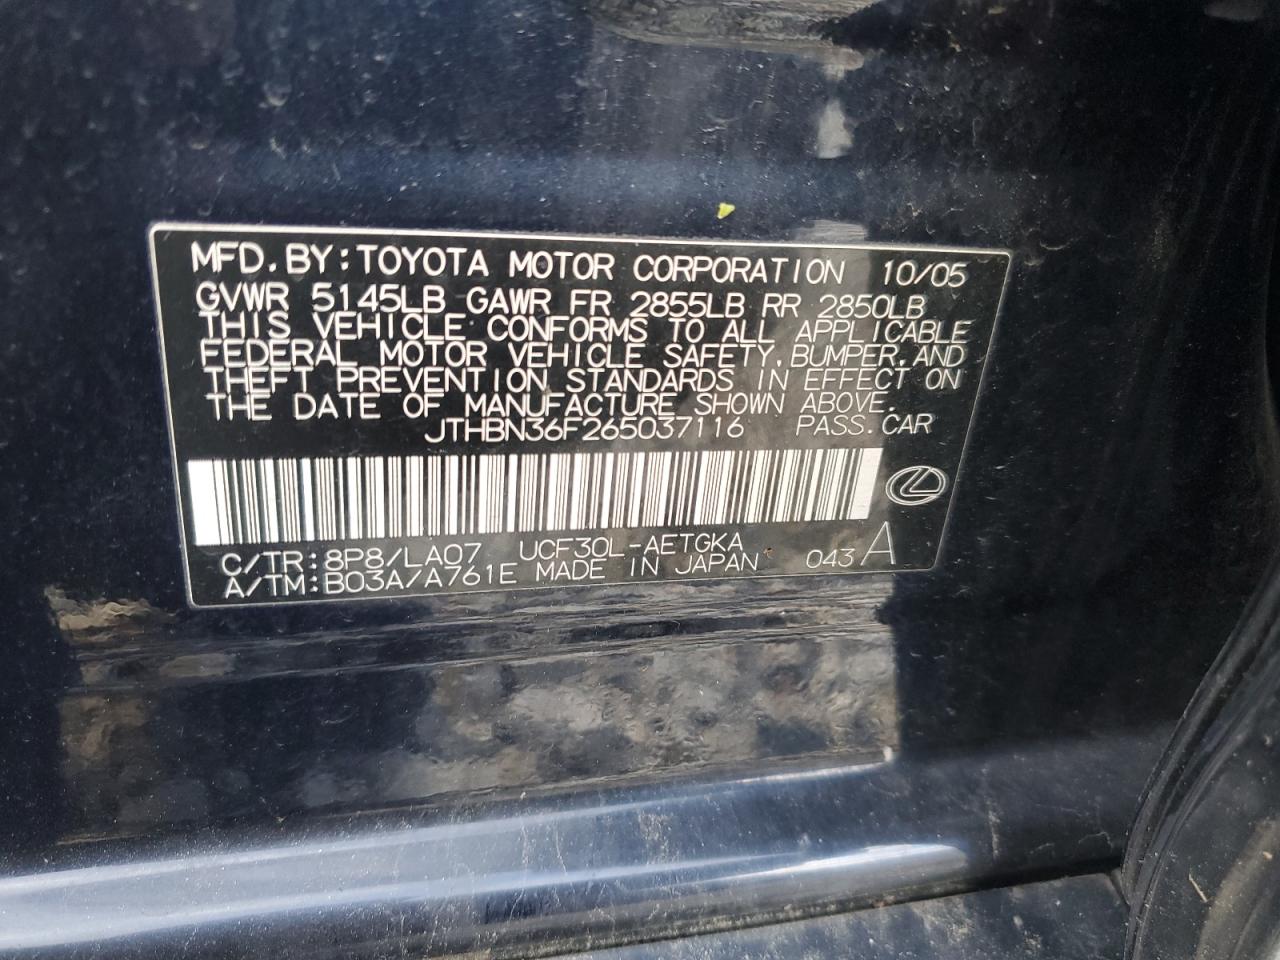 MFD. BY: TOYOTA MOTOR CORPORATION 10/05
GVWR 5145LB GAWR FR 2855LB RR 2850LB
THIS VEHICLE CONFORMS TO ALL APPLICABLE
FEDERAL MOTOR VEHICLE SAFETY, BUMPER, AND
THEFT PREVENTION STANDARDS IN EFFECT ON
THE DATE OF MANUFACTURE SHOWN ABOVE.
JTHBN36F265037116 PASS. CAR
C/TR: 8P8/LA07 UCF30L-AETGKA
A/TM: B03A/A761E MADE IN JAPAN 043 A